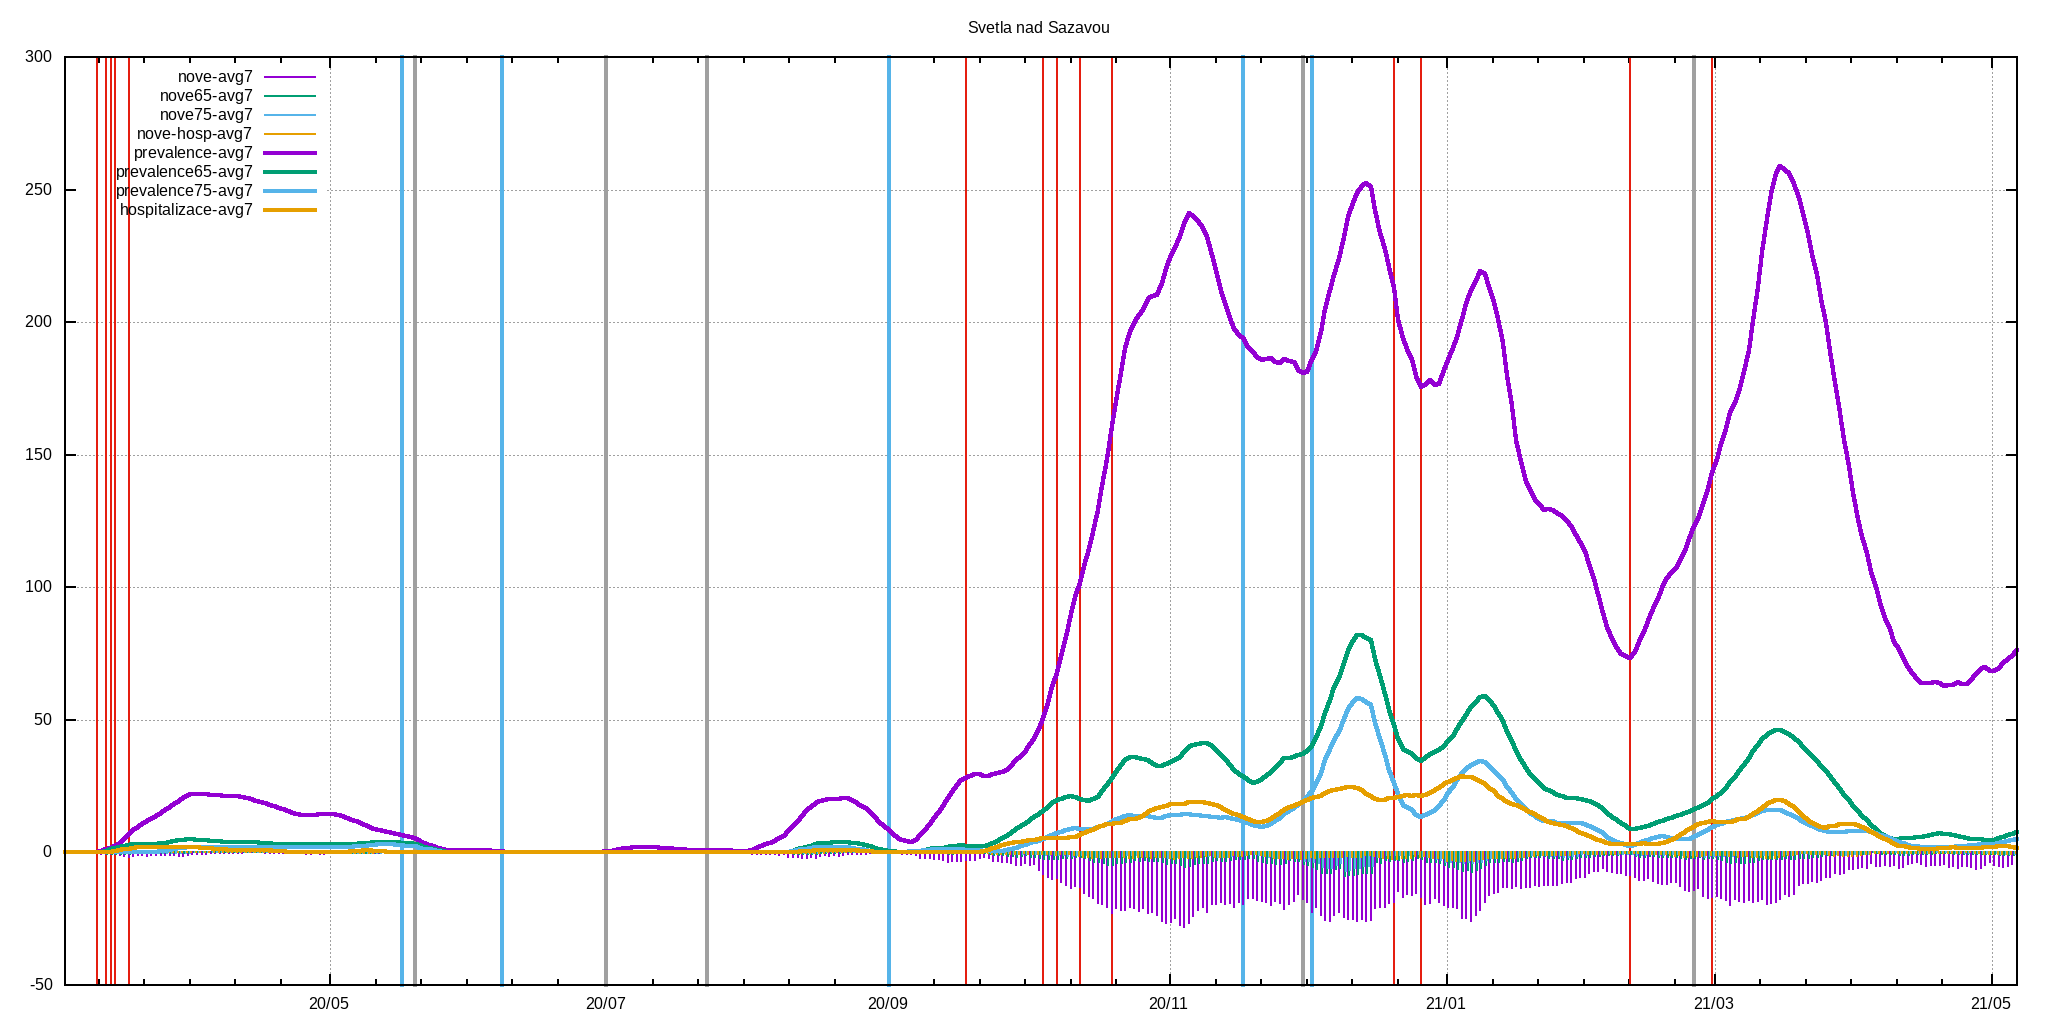 Svetla nad Sazavou
300
250
200
150
100
50
0
-50
nove-avg7
nove65-avg7
nove75-avg7
nove-hosp-avg7
prevalence-avg7
prevalence65-avg7
prevalence75-avg7
hospitalizace-avg7
20/05 20/07 20/09 20/11 21/01 21/03 21/05